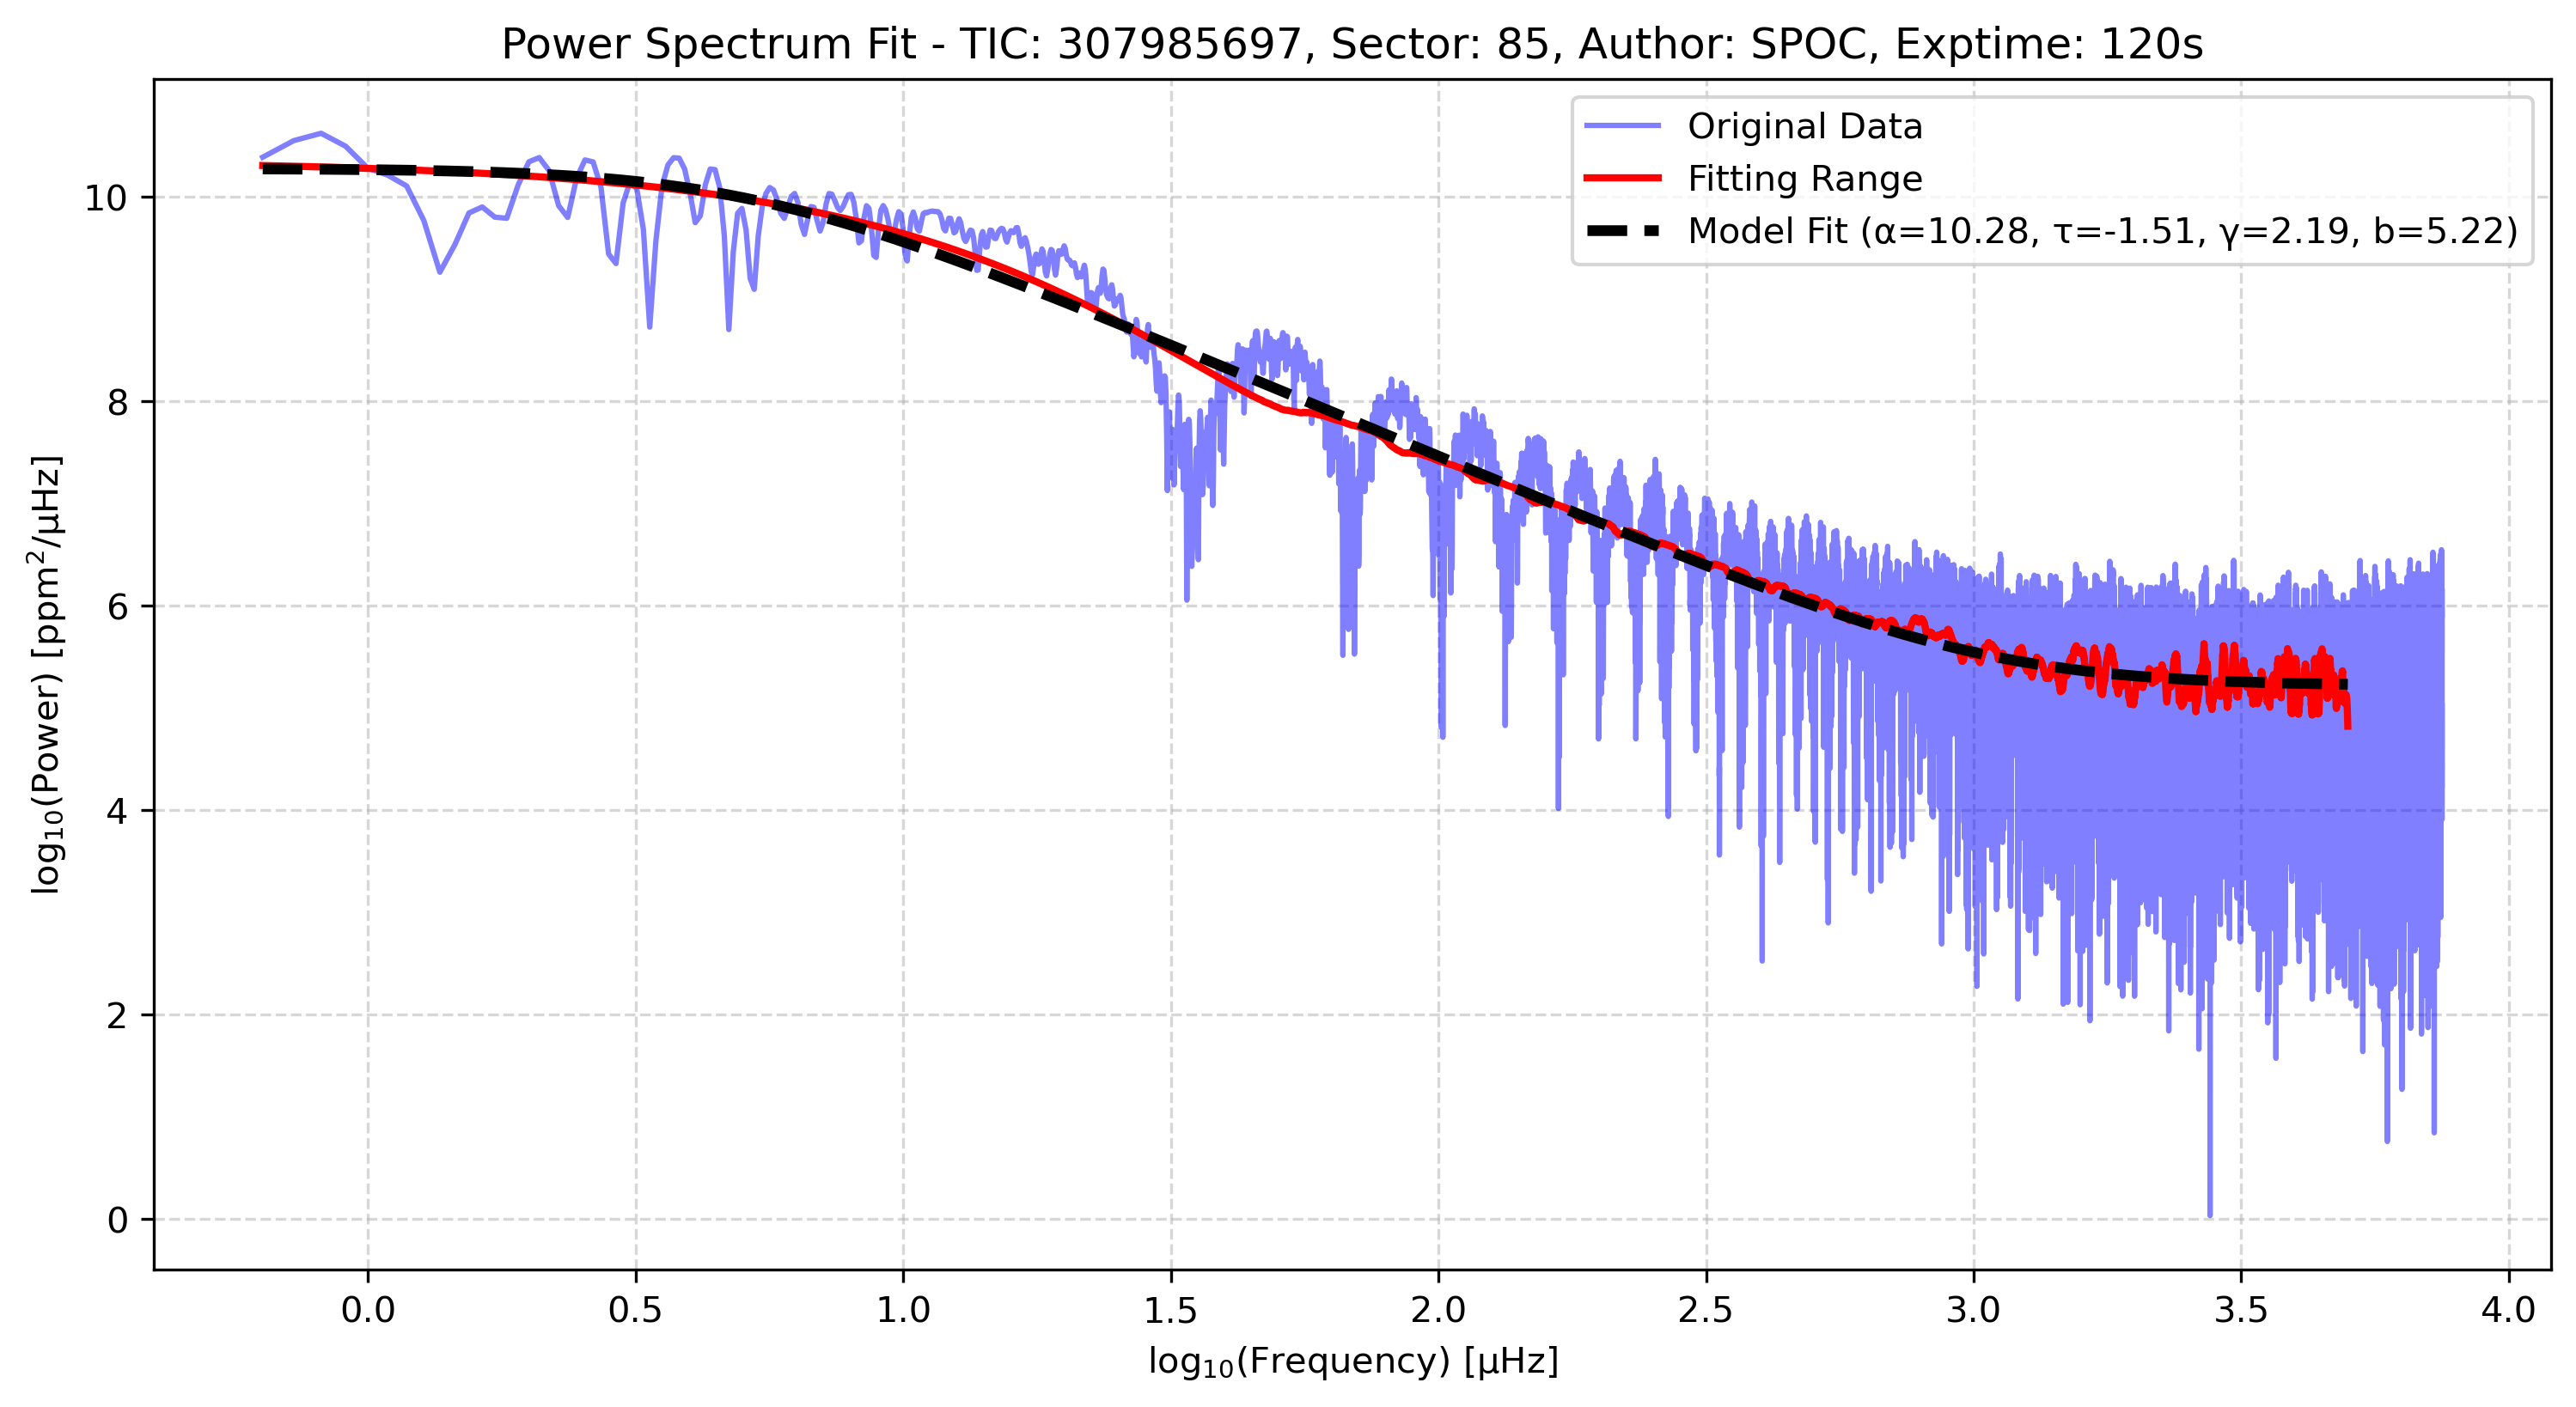 Power Spectrum Fit - TIC: 307985697, Sector: 85, Author: SPOC, Exptime: 120s
Original Data
Fitting Range
Model Fit (α=10.28, τ=-1.51, γ=2.19, b=5.22)
log₁₀(Power) [ppm²/μHz]
10
8
6
4
2
0
0.0 0.5 1.0 1.5 2.0 2.5 3.0 3.5 4.0
log₁₀(Frequency) [μHz]